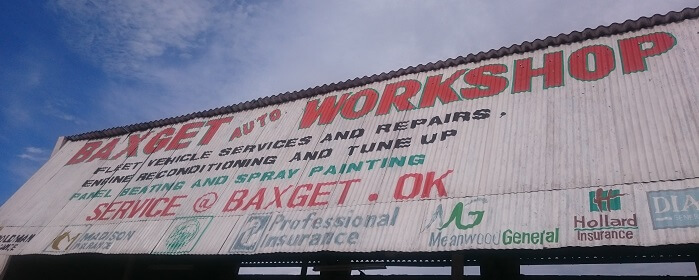 BAXGET AUTO WORKSHOP
FLEET VEHICLE SERVICES AND REPAIRS.
ENGINE RECONDITIONING AND TUNE UP
PANEL BEATING AND SPRAY PAINTING
SERVICE @ BAXGET. OK
MADISON
Professional
Insurance
Meanwood General
Hollard
Insurance